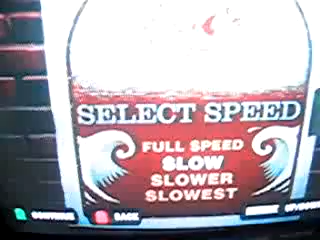 SELECT SPEED
FULL SPEED
SLOW
SLOWER
SLOWEST
CONTINUE
BACK